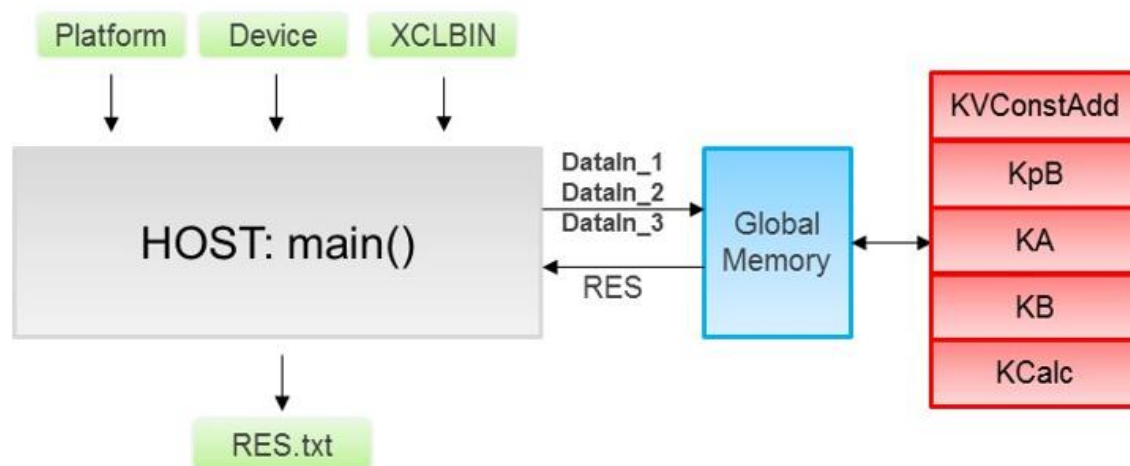 Platform
Device
XCLBIN
HOST: main()
DataIn_1
DataIn_2
DataIn_3
RES
Global
Memory
KVConstAdd
KpB
KA
KB
KCalc
RES.txt